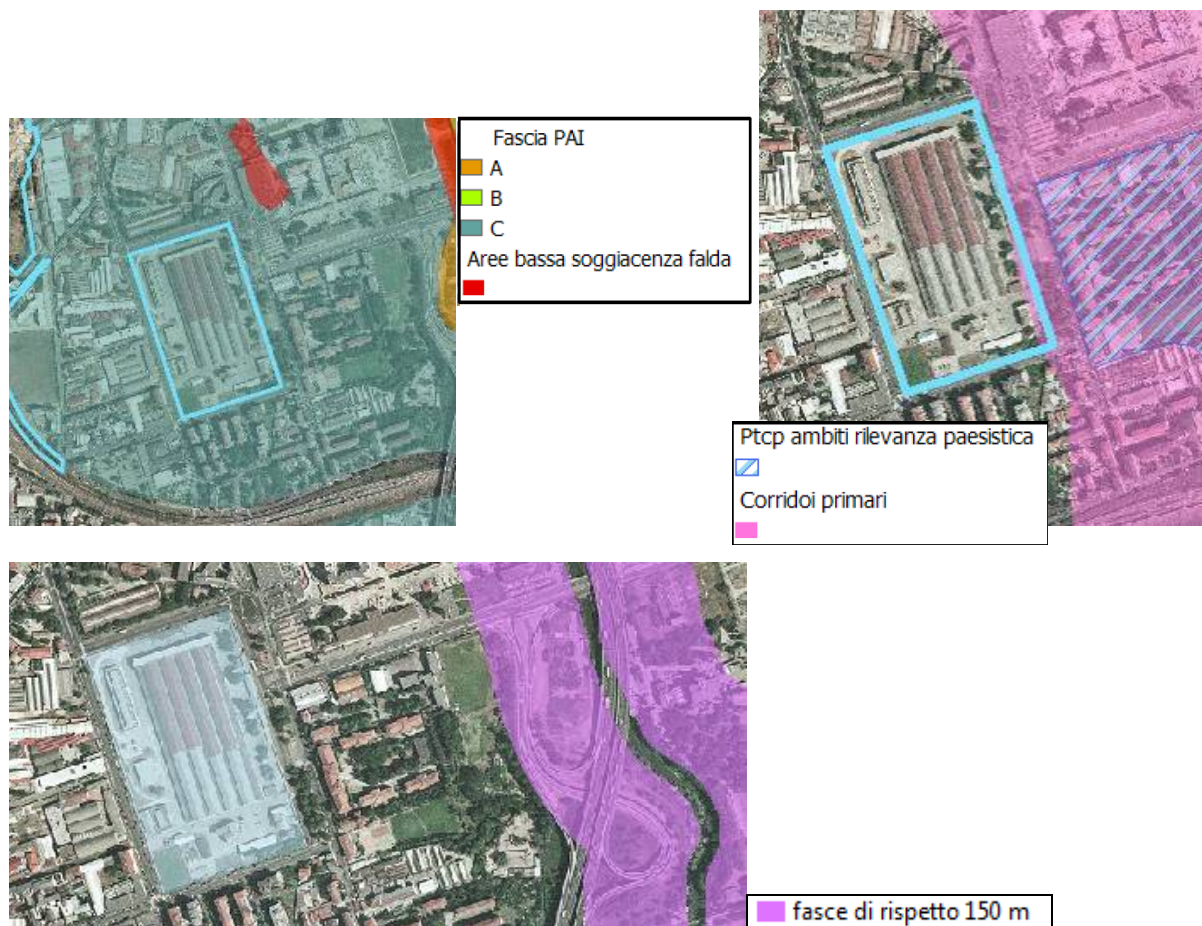 Fascia PAI
A
B
C
Aree bassa soggiacenza falda
Ptcp ambiti rilevanza paesistica
Corridoi primari
fasce di rispetto 150 m